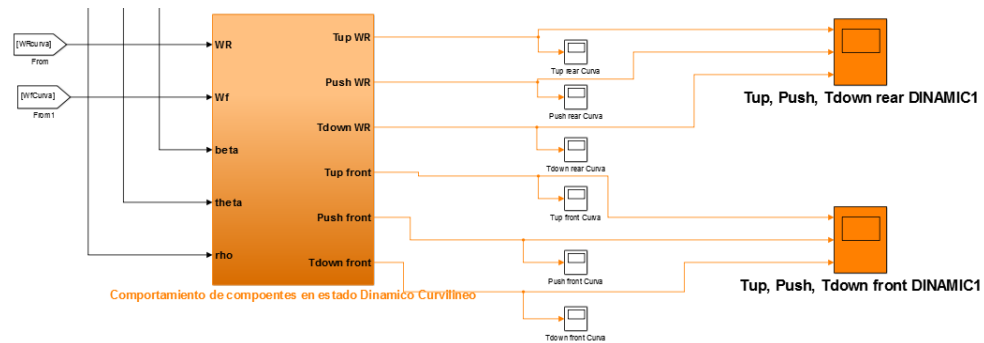 [WRcurva]
From
[WfCurva]
From1
WR
Wf
beta
theta
rho
Tup WR
Push WR
Tdown WR
Tup front
Push front
Tdown front
Comportamiento de compoentes en estado Dinamico Curvilineo
Tup rear Curva
Push rear Curva
Tdown rear Curva
Tup front Curva
Push front Curva
Tdown front Curva
Tup, Push, Tdown rear DINAMIC1
Tup, Push, Tdown front DINAMIC1